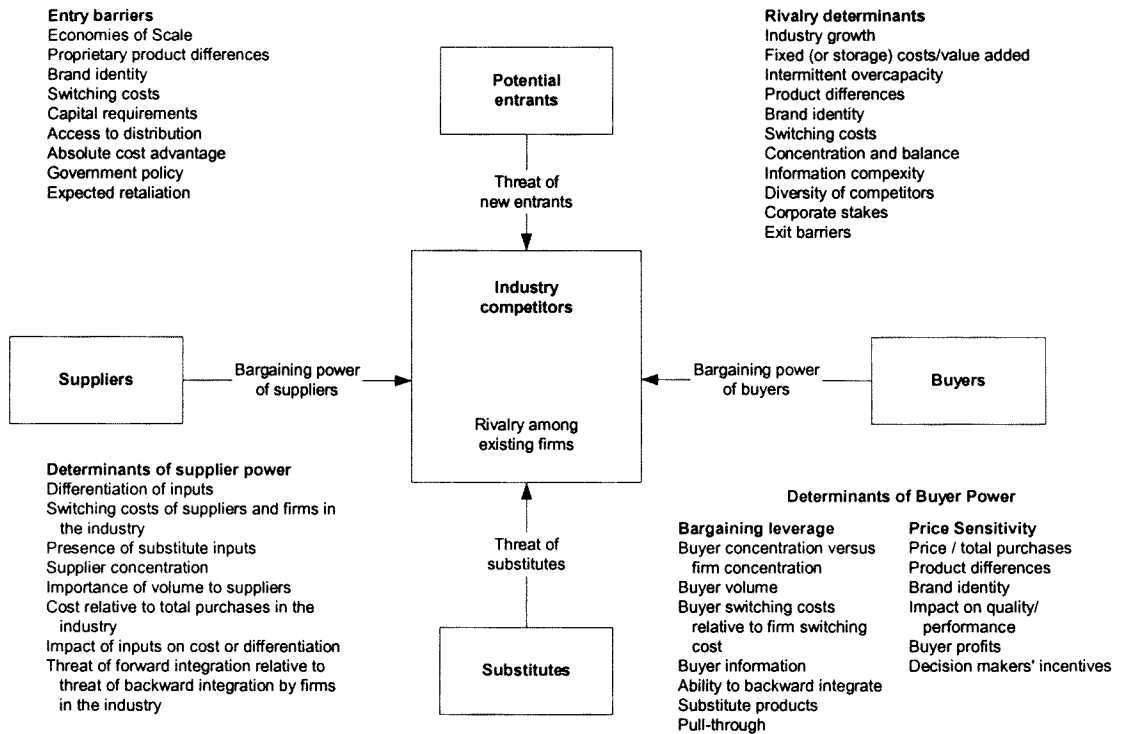 Entry barriers
Economies of Scale
Proprietary product differences
Brand identity
Switching costs
Capital requirements
Access to distribution
Absolute cost advantage
Government policy
Expected retaliation
Potential
entrants
Rivalry determinants
Industry growth
Fixed (or storage) costs/value added
Intermittent overcapacity
Product differences
Brand identity
Switching costs
Concentration and balance
Information compexity
Diversity of competitors
Corporate stakes
Exit barriers
Threat of
new entrants
Industry
competitors
Suppliers
Bargaining power
of suppliers
Bargaining power
of buyers
Buyers
Rivalry among
existing firms
Determinants of supplier power
Differentiation of inputs
Switching costs of suppliers and firms in
the industry
Presence of substitute inputs
Supplier concentration
Importance of volume to suppliers
Cost relative to total purchases in the
industry
Impact of inputs on cost or differentiation
Threat of forward integration relative to
threat of backward integration by firms
in the industry
Threat of
substitutes
Substitutes
Determinants of Buyer Power
Bargaining leverage
Buyer concentration versus
firm concentration
Buyer volume
Buyer switching costs
relative to firm switching
cost
Buyer information
Ability to backward integrate
Substitute products
Pull-through
Price Sensitivity
Price / total purchases
Product differences
Brand identity
Impact on quality/
performance
Buyer profits
Decision makers' incentives